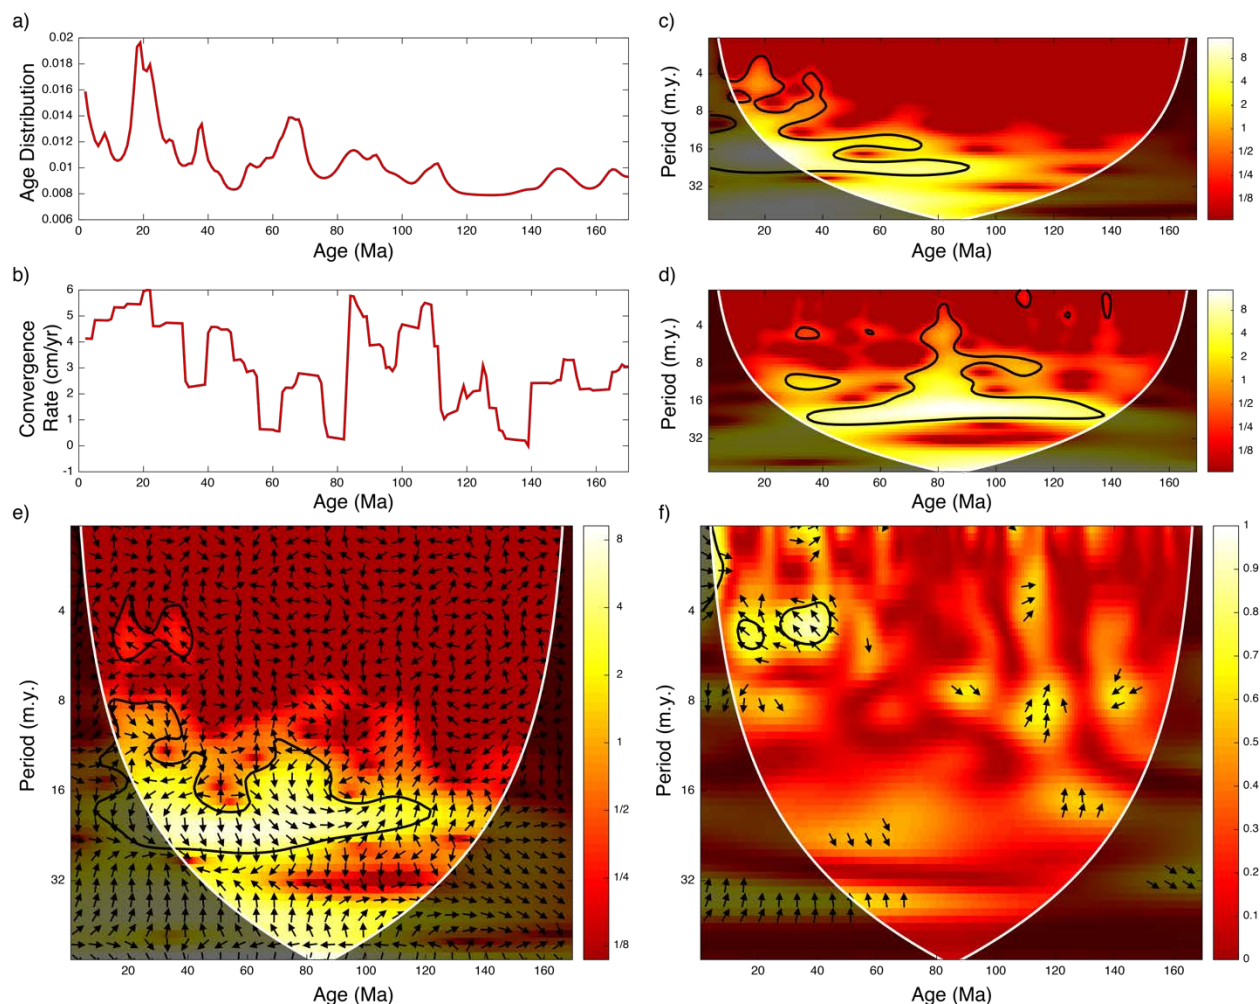 a)
0.02
0.018
0.016
0.014
0.012
0.01
0.008
0.006
Age Distribution
0 20 40 60 80 100 120 140 160
Age (Ma)
b)
6
5
4
3
2
1
0
-1
Convergence
Rate (cm/yr)
0 20 40 60 80 100 120 140 160
Age (Ma)
c)
4
8
16
32
Period (m.y.)
20 40 60 80 100 120 140 160
Age (Ma)
8
4
2
1
1/2
1/4
1/8
d)
4
8
16
32
Period (m.y.)
20 40 60 80 100 120 140 160
Age (Ma)
8
4
2
1
1/2
1/4
1/8
e)
4
8
16
32
Period (m.y.)
20 40 60 80 100 120 140 160
Age (Ma)
8
4
2
1
1/2
1/4
1/8
f)
4
8
16
32
Period (m.y.)
20 40 60 80 100 120 140 160
Age (Ma)
1
0.9
0.8
0.7
0.6
0.5
0.4
0.3
0.2
0.1
0